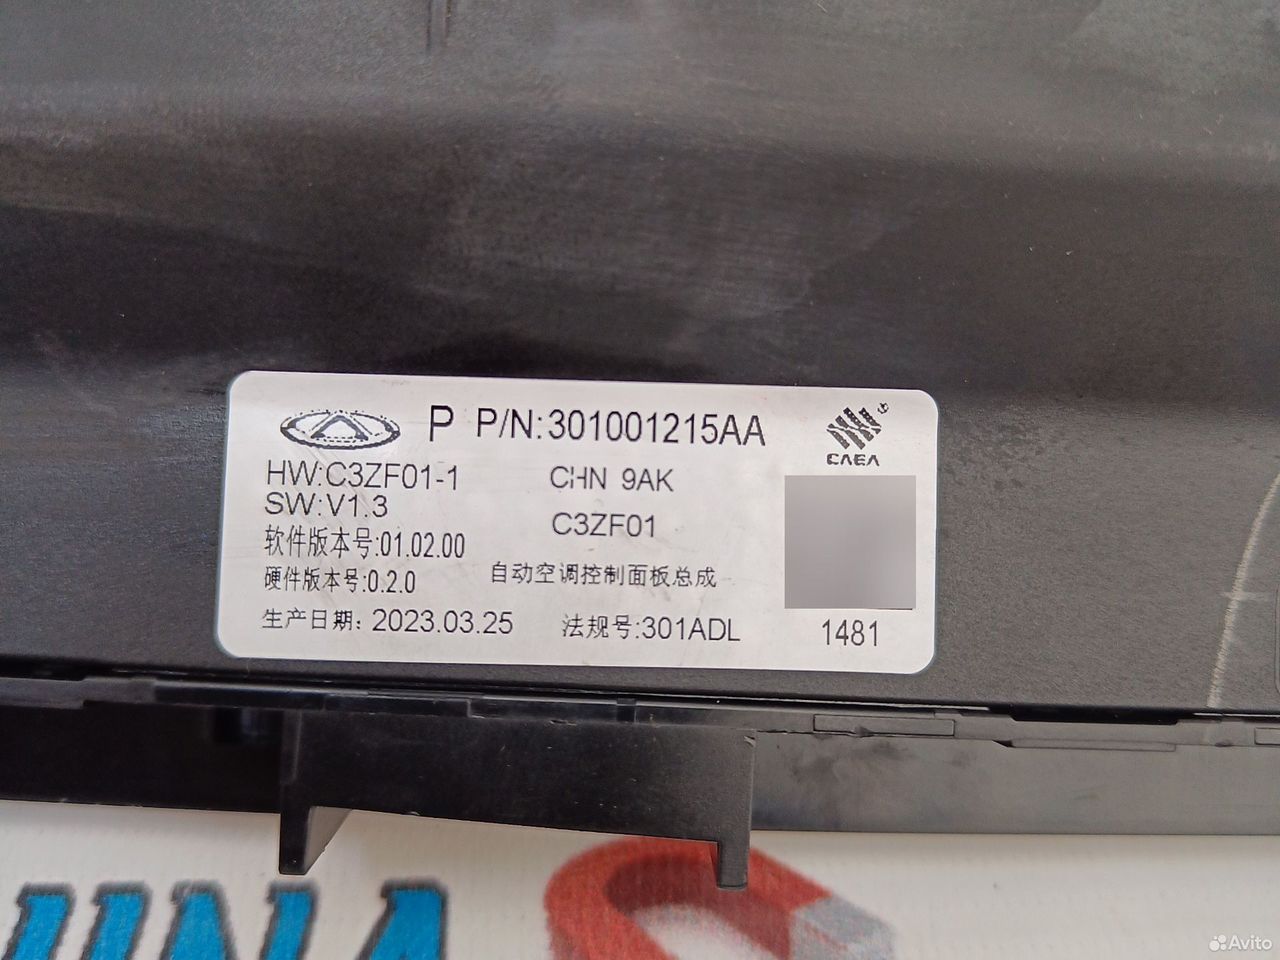 P P/N:301001215AA
CAEA
HW:C3ZF01-1
CHN 9AK
SW:V1.3
C3ZF01
软件版本号:01.02.00
自动空调控制面板总成
硬件版本号:0.2.0
生产日期: 2023.03.25
法规号:301ADL
1481
Avito